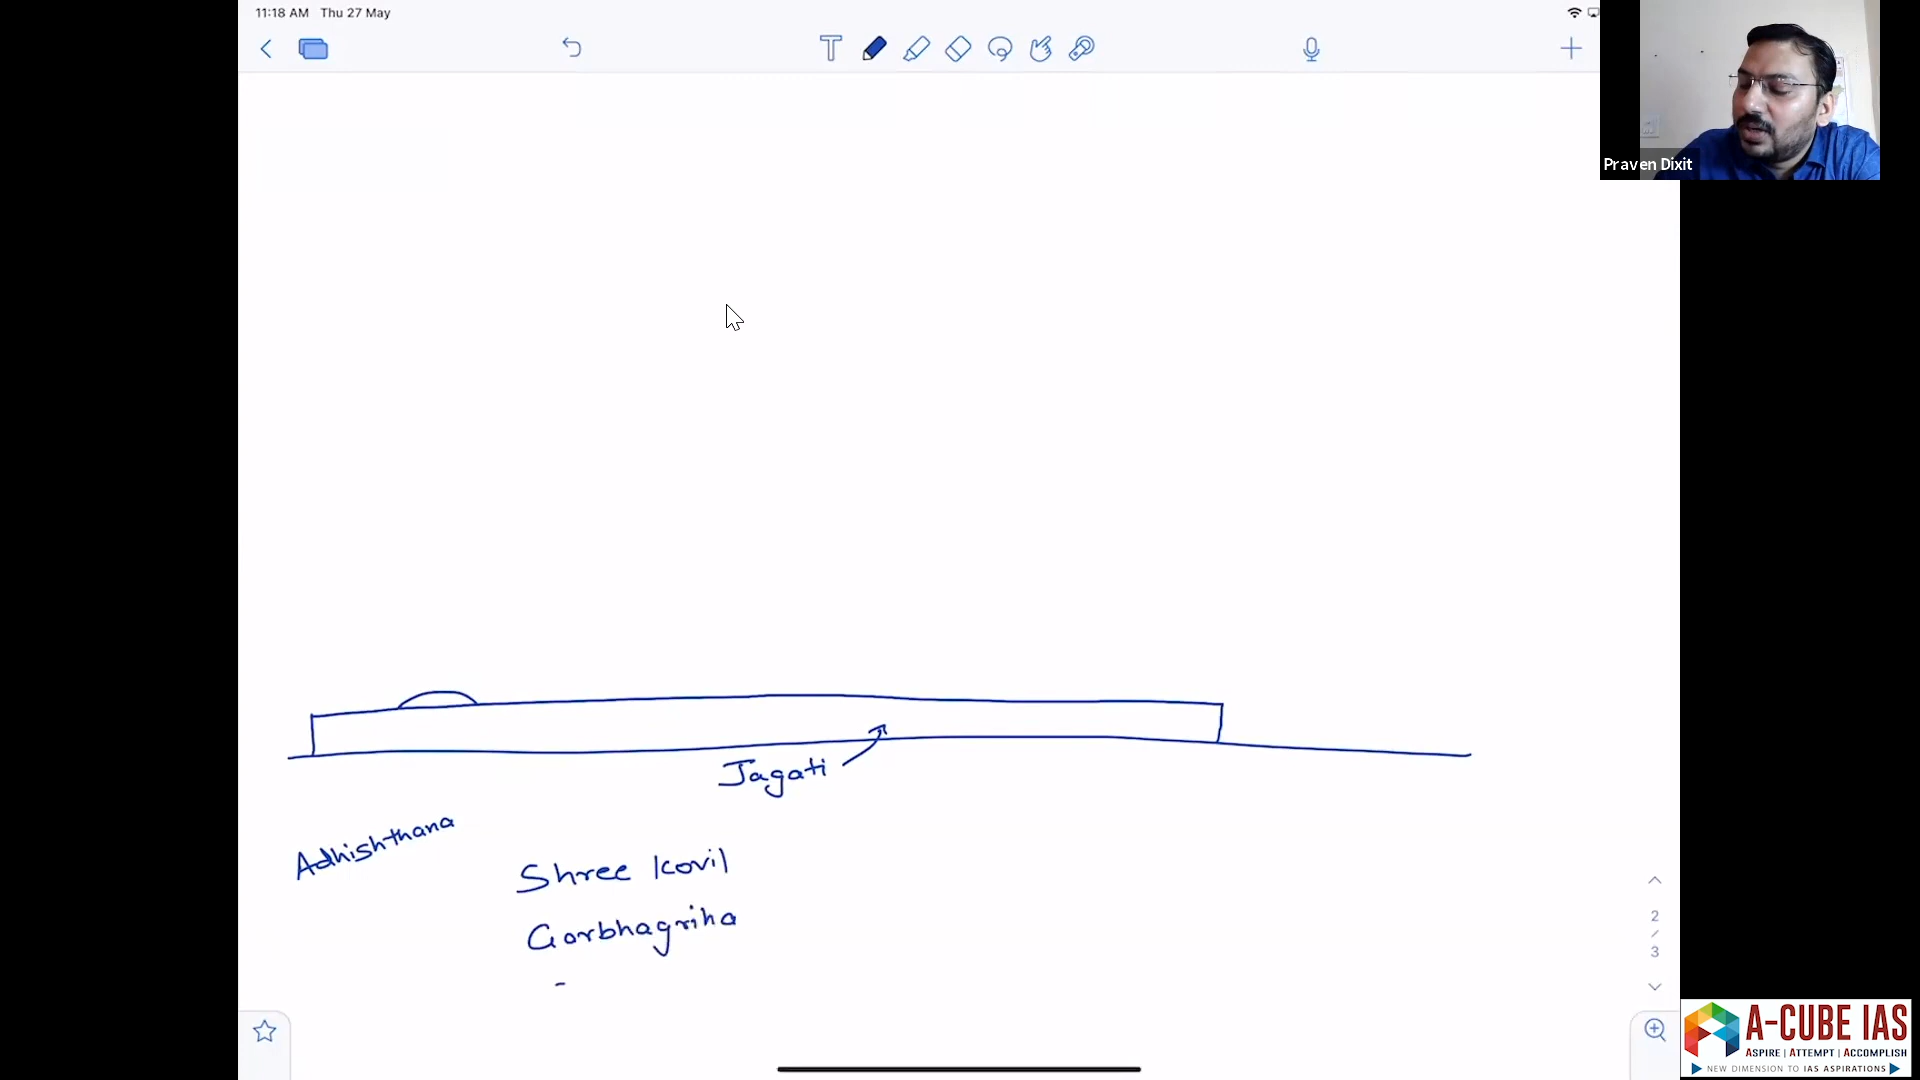 11:18 AM Thu 27 May
Praven Dixit
Jagati
Adhishthana
Shree Kovil
Garbhagriha
2
3
A-CUBE IAS
ASPIRE | ATTEMPT | ACCOMPLISH
NEW DIMENSION TO IAS ASPIRATIONS